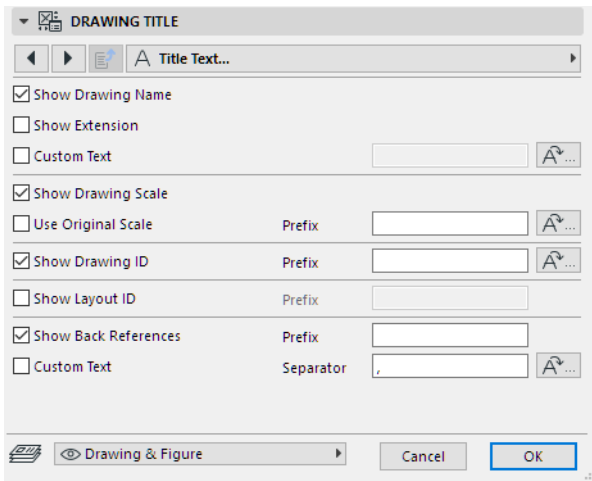 DRAWING TITLE
A Title Text...
Show Drawing Name
Show Extension
Custom Text A...
Show Drawing Scale
Use Original Scale Prefix A...
Show Drawing ID Prefix A...
Show Layout ID Prefix
Show Back References Prefix
Custom Text Separator , A...
Drawing & Figure Cancel OK